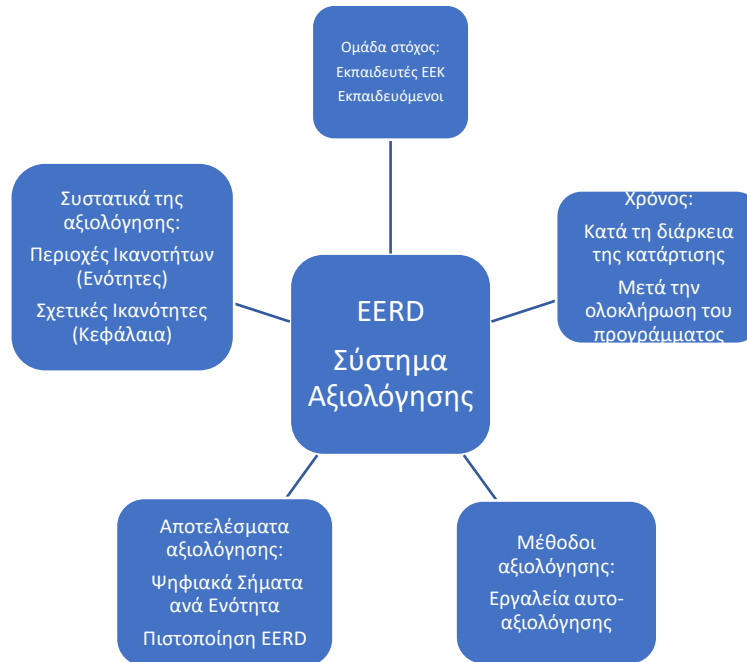 Ομάδα στόχος:
Εκπαιδευτές ΕΕΚ
Εκπαιδευόμενοι
Συστατικά της
αξιολόγησης:
Περιοχές Ικανοτήτων
(Ενότητες)
Σχετικές Ικανότητες
(Κεφάλαια)
Χρόνος:
Κατά τη διάρκεια
της κατάρτισης
Μετά την
ολοκλήρωση του
προγράμματος
EERD
Σύστημα
Αξιολόγησης
Αποτελέσματα
αξιολόγησης:
Ψηφιακά Σήματα
ανά Ενότητα
Πιστοποίηση EERD
Μέθοδοι
αξιολόγησης:
Εργαλεία αυτο-
αξιολόγησης